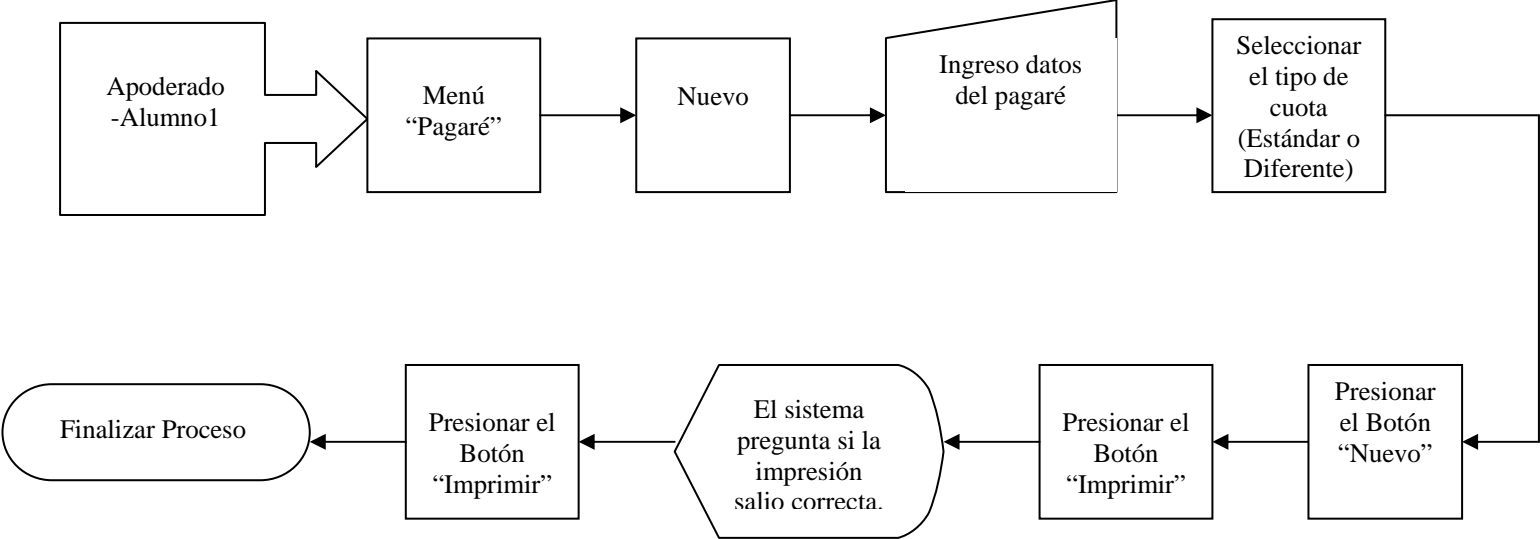 Apoderado
-Alumno1
Menú
“Pagaré”
Nuevo
Ingreso datos
del pagaré
Seleccionar
el tipo de
cuota
(Estándar o
Diferente)
Presionar
el Botón
“Nuevo”
Presionar el
Botón
“Imprimir”
El sistema
pregunta si la
impresión
salio correcta.
Presionar el
Botón
“Imprimir”
Finalizar Proceso